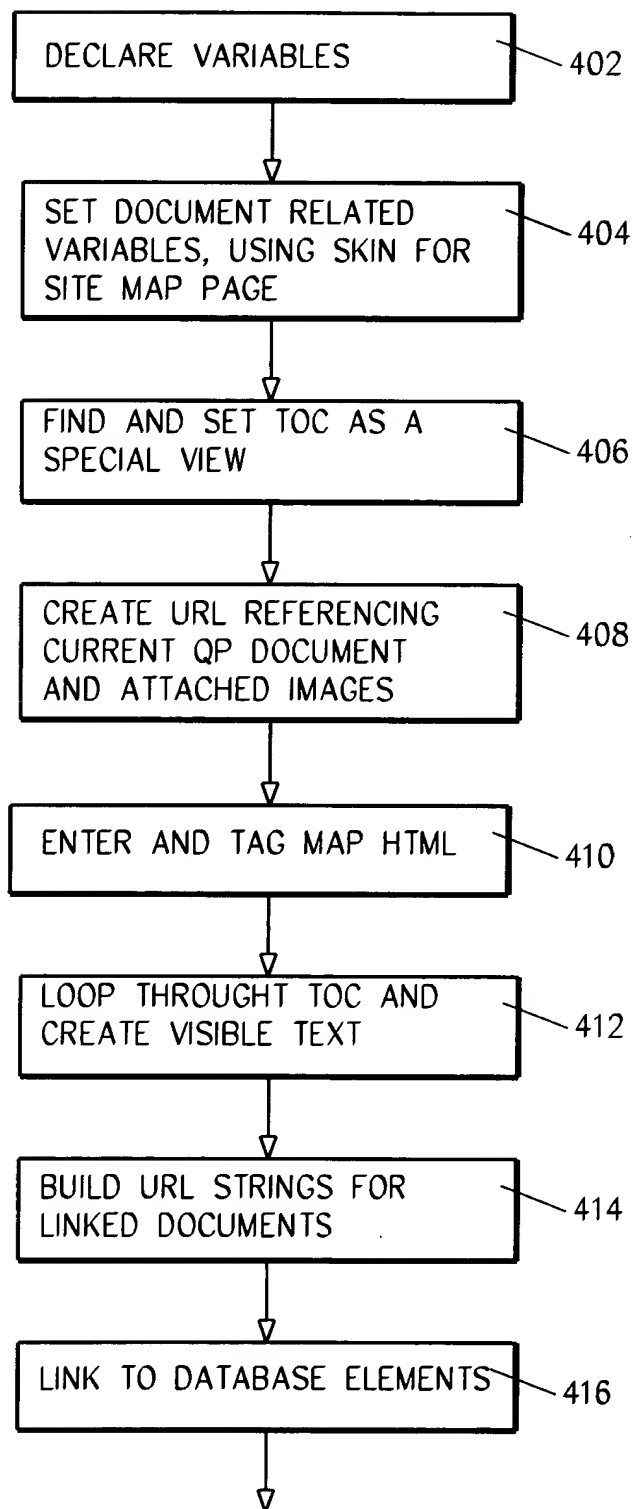 DECLARE VARIABLES
402
SET DOCUMENT RELATED
VARIABLES, USING SKIN FOR
SITE MAP PAGE
404
FIND AND SET TOC AS A
SPECIAL VIEW
406
CREATE URL REFERENCING
CURRENT QP DOCUMENT
AND ATTACHED IMAGES
408
ENTER AND TAG MAP HTML
410
LOOP THROUGHT TOC AND
CREATE VISIBLE TEXT
412
BUILD URL STRINGS FOR
LINKED DOCUMENTS
414
LINK TO DATABASE ELEMENTS
416